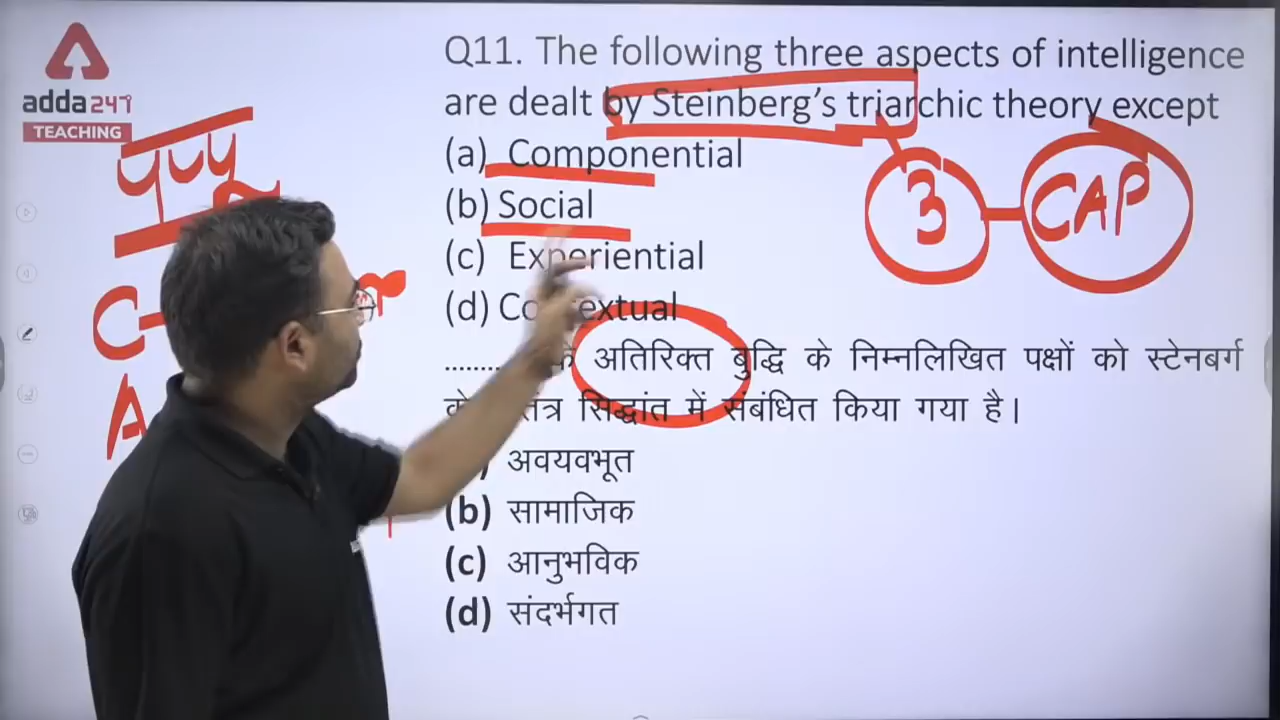 adda247
TEACHING
पप्पू
C
A
Q11. The following three aspects of intelligence
are dealt by Steinberg's triarchic theory except
3
CAP
(a) Componential
(b) Social
(c) Experiential
(d) Contextual
.......... अतिरिक्त बुद्धि के निम्नलिखित पक्षों को स्टेनबर्ग
सिद्धांत में संबंधित किया गया है।
अवयवभूत
(b) सामाजिक
(c) आनुभविक
(d) संदर्भगत